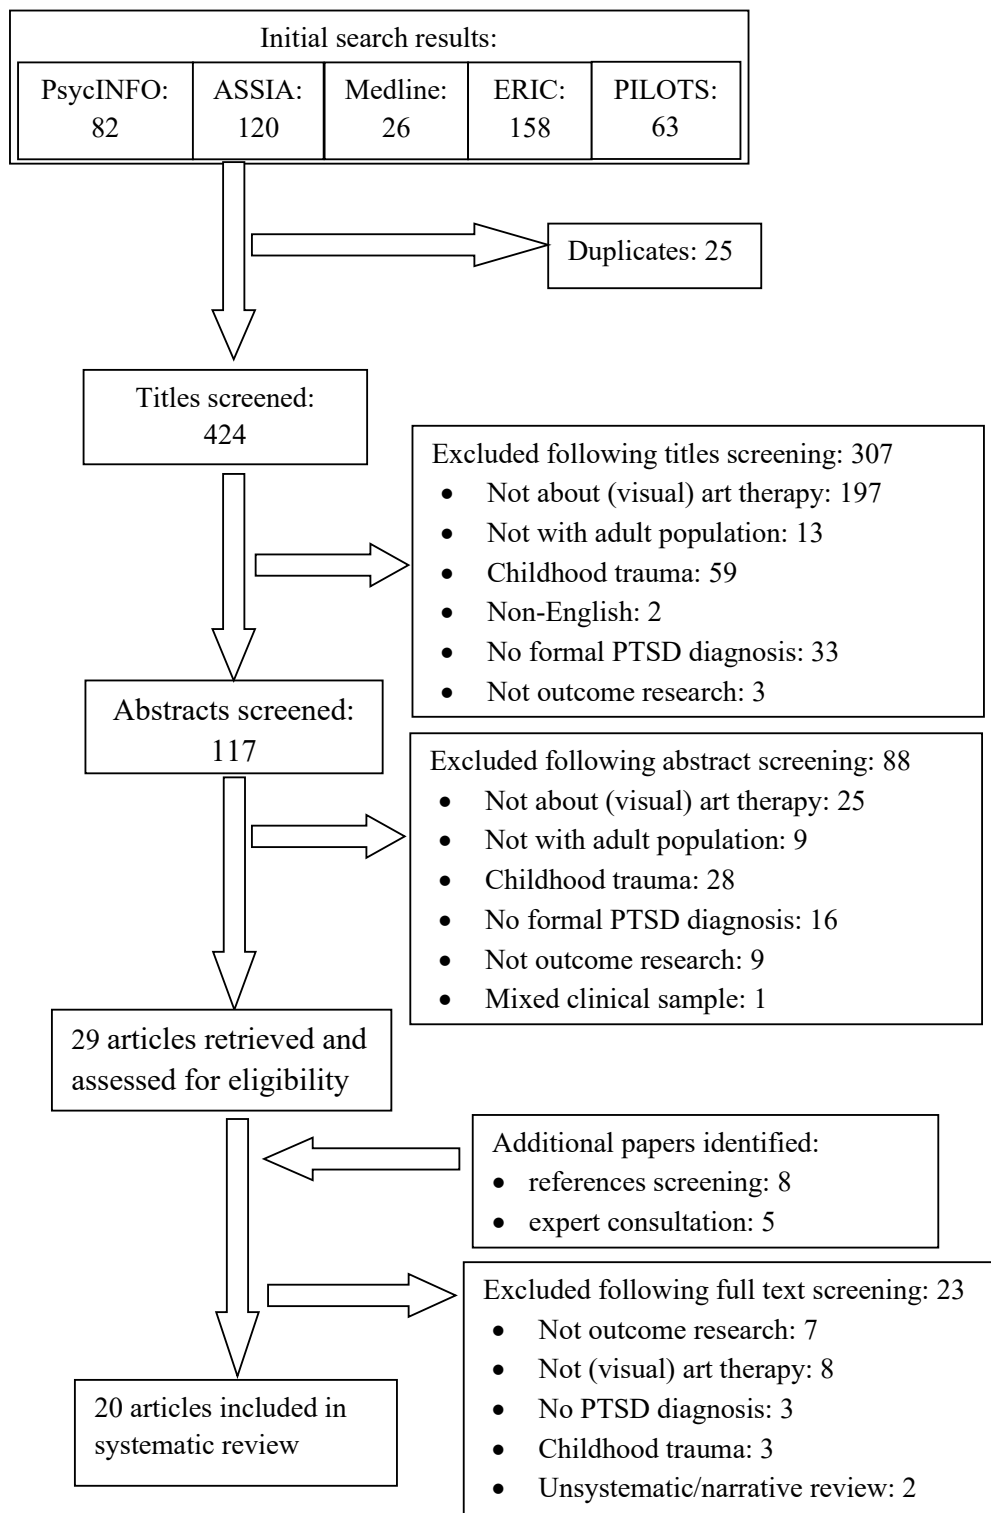 Initial search results:
PsycINFO: ASSIA: Medline: ERIC: PILOTS:
82 120 26 158 63
Duplicates: 25
Titles screened:
424
Excluded following titles screening: 307
• Not about (visual) art therapy: 197
• Not with adult population: 13
• Childhood trauma: 59
• Non-English: 2
• No formal PTSD diagnosis: 33
• Not outcome research: 3
Abstracts screened:
117
Excluded following abstract screening: 88
• Not about (visual) art therapy: 25
• Not with adult population: 9
• Childhood trauma: 28
• No formal PTSD diagnosis: 16
• Not outcome research: 9
• Mixed clinical sample: 1
29 articles retrieved and
assessed for eligibility
Additional papers identified:
• references screening: 8
• expert consultation: 5
Excluded following full text screening: 23
• Not outcome research: 7
• Not (visual) art therapy: 8
• No PTSD diagnosis: 3
• Childhood trauma: 3
• Unsystematic/narrative review: 2
20 articles included in
systematic review